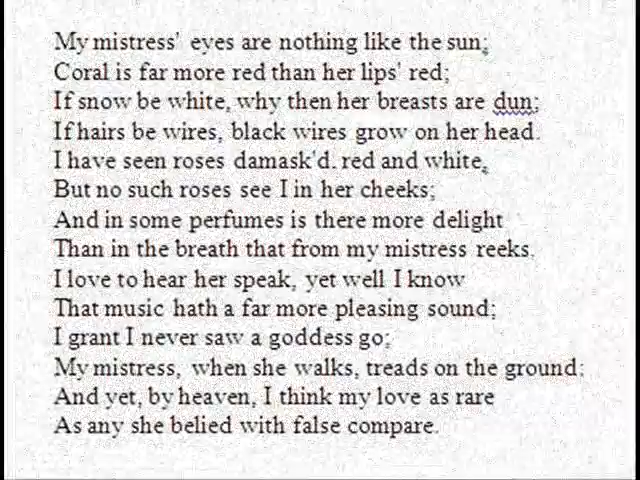 My mistress' eyes are nothing like the sun;
Coral is far more red than her lips' red;
If snow be white, why then her breasts are dun;
If hairs be wires, black wires grow on her head.
I have seen roses damask'd, red and white,
But no such roses see I in her cheeks;
And in some perfumes is there more delight
Than in the breath that from my mistress reeks.
I love to hear her speak, yet well I know
That music hath a far more pleasing sound;
I grant I never saw a goddess go;
My mistress, when she walks, treads on the ground:
And yet, by heaven, I think my love as rare
As any she belied with false compare.